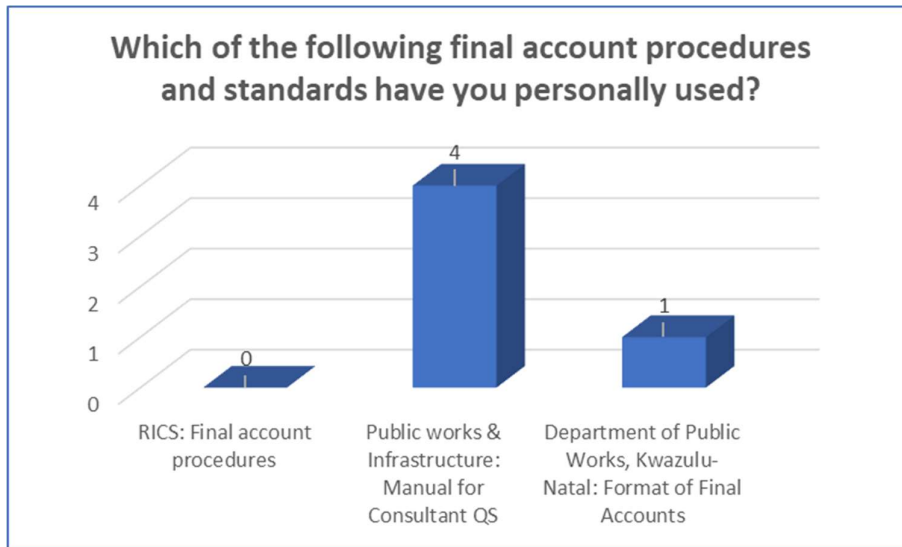 Which of the following final account procedures
and standards have you personally used?
4
4
3
2
1
0
0
1
RICS: Final account
procedures
Public works &
Infrastructure:
Manual for
Consultant QS
Department of Public
Works, Kwazulu-
Natal: Format of Final
Accounts